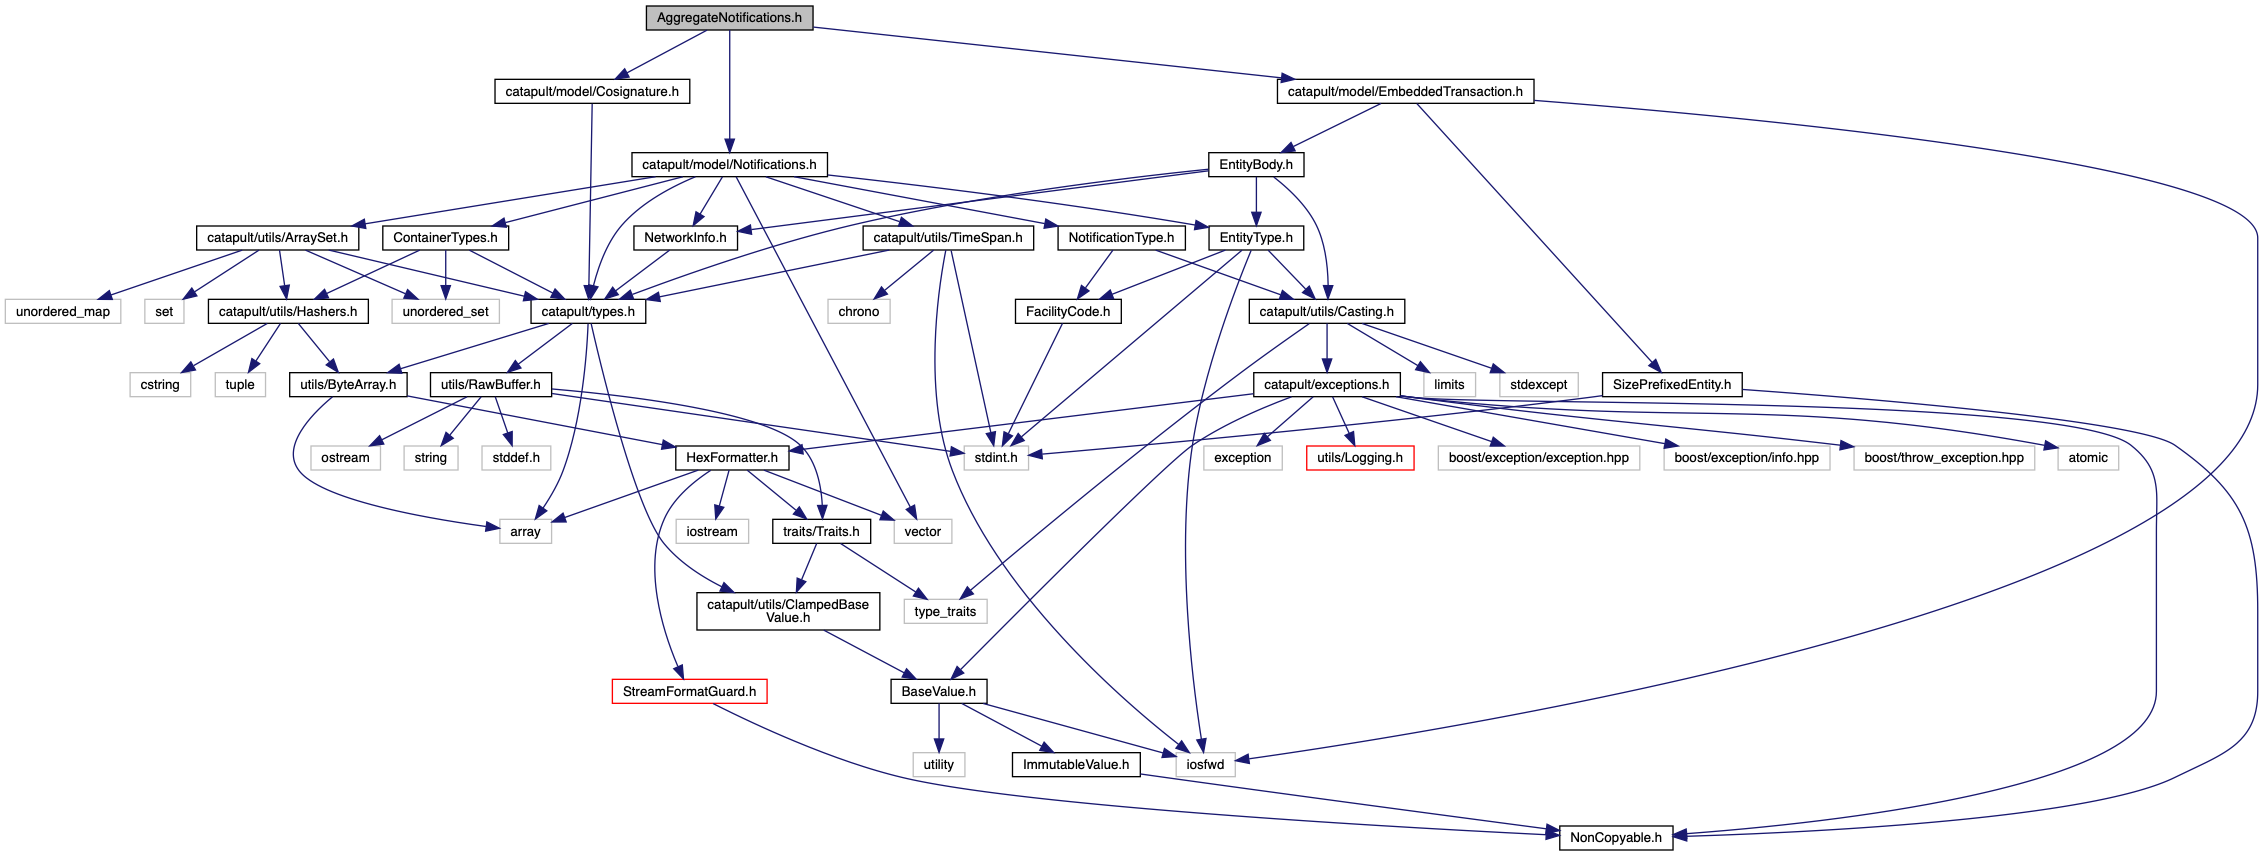 AggregateNotifications.h
catapult/model/Cosignature.h
catapult/model/EmbeddedTransaction.h
catapult/model/Notifications.h
EntityBody.h
catapult/utils/ArraySet.h
ContainerTypes.h
NetworkInfo.h
catapult/utils/TimeSpan.h
NotificationType.h
EntityType.h
unordered_map
set
catapult/utils/Hashers.h
unordered_set
catapult/types.h
chrono
FacilityCode.h
catapult/utils/Casting.h
cstring
tuple
utils/ByteArray.h
utils/RawBuffer.h
catapult/exceptions.h
limits
stdexcept
SizePrefixedEntity.h
ostream
string
stddef.h
HexFormatter.h
stdint.h
exception
utils/Logging.h
boost/exception/exception.hpp
boost/exception/info.hpp
boost/throw_exception.hpp
atomic
array
iostream
traits/Traits.h
vector
catapult/utils/ClampedBase
Value.h
type_traits
StreamFormatGuard.h
BaseValue.h
utility
ImmutableValue.h
iosfwd
NonCopyable.h